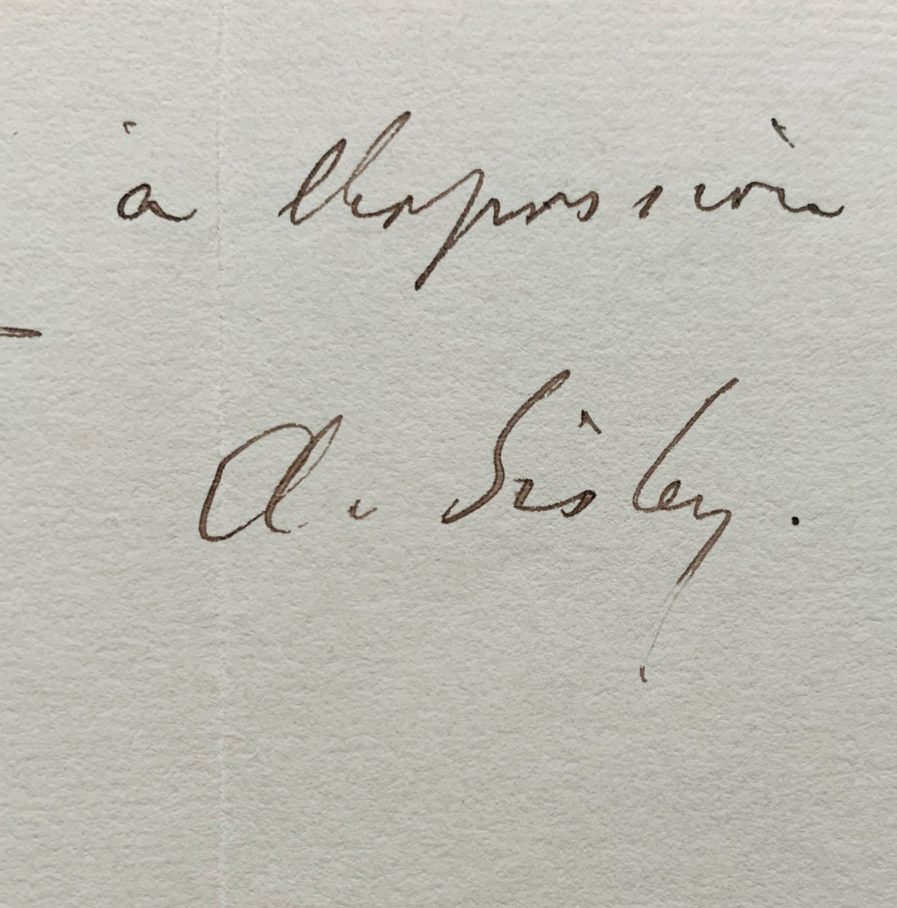 à l'exposition
A. Sisley.